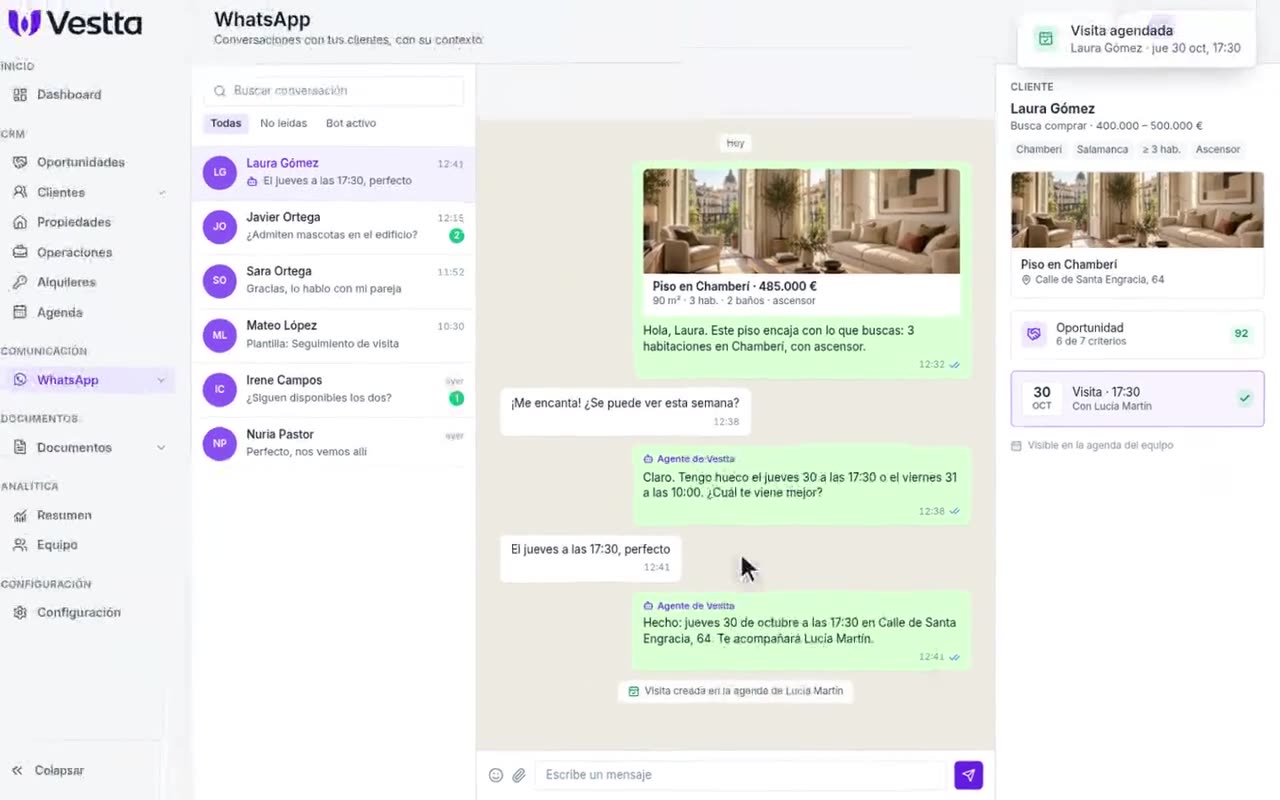 Vestta
INICIO
Dashboard
CRM
Oportunidades
Clientes
Propiedades
Operaciones
Alquileres
Agenda
COMUNICACIÓN
WhatsApp
DOCUMENTOS
Documentos
ANALÍTICA
Resumen
Equipo
CONFIGURACIÓN
Configuración
Colapsar
WhatsApp
Conversaciones con tus clientes, con su contexto
Buscar conversación
Todas No leídas Bot activo
Laura Gómez 12:41
LG
El jueves a las 17:30, perfecto
Javier Ortega 12:15
JO
¿Admiten mascotas en el edificio? 2
Sara Ortega 11:52
SO
Gracias, lo hablo con mi pareja
Mateo López 10:30
ML
Plantilla: Seguimiento de visita
Irene Campos ayer
IC
¿Siguen disponibles los dos? 1
Nuria Pastor ayer
NP
Perfecto, nos vemos allí
Hoy
Piso en Chamberí · 485.000 €
90 m² · 3 hab. · 2 baños · ascensor
Hola, Laura. Este piso encaja con lo que buscas: 3
habitaciones en Chamberí, con ascensor.
12:32
¡Me encanta! ¿Se puede ver esta semana?
12:38
Agente de Vestta
Claro. Tengo hueco el jueves 30 a las 17:30 o el viernes 31
a las 10:00. ¿Cuál te viene mejor?
12:38
El jueves a las 17:30, perfecto
12:41
Agente de Vestta
Hecho: jueves 30 de octubre a las 17:30 en Calle de Santa
Engracia, 64. Te acompañará Lucía Martín.
12:41
Visita creada en la agenda de Lucía Martín
Escribe un mensaje
Visita agendada
Laura Gómez · jue 30 oct, 17:30
CLIENTE
Laura Gómez
Busca comprar · 400.000 – 500.000 €
Chamberí Salamanca ≥ 3 hab. Ascensor
Piso en Chamberí
Calle de Santa Engracia, 64
Oportunidad
6 de 7 criterios
92
30
OCT
Visita · 17:30
Con Lucía Martín
Visible en la agenda del equipo